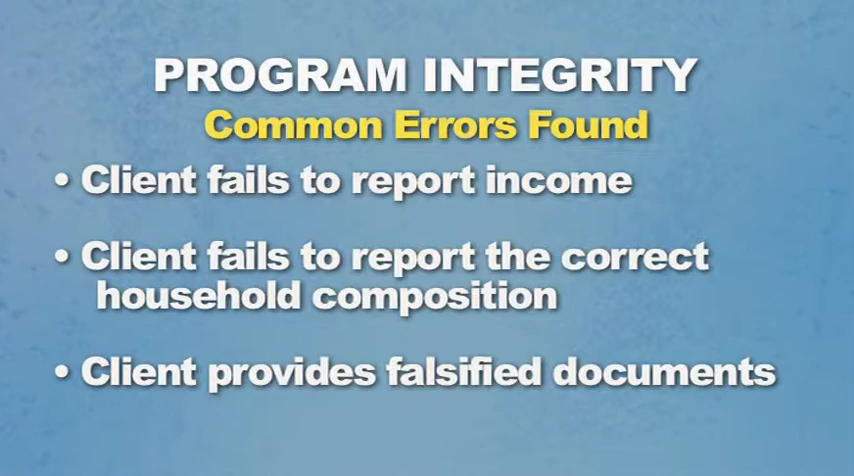 PROGRAM INTEGRITY
Common Errors Found
• Client fails to report income
• Client fails to report the correct
household composition
• Client provides falsified documents